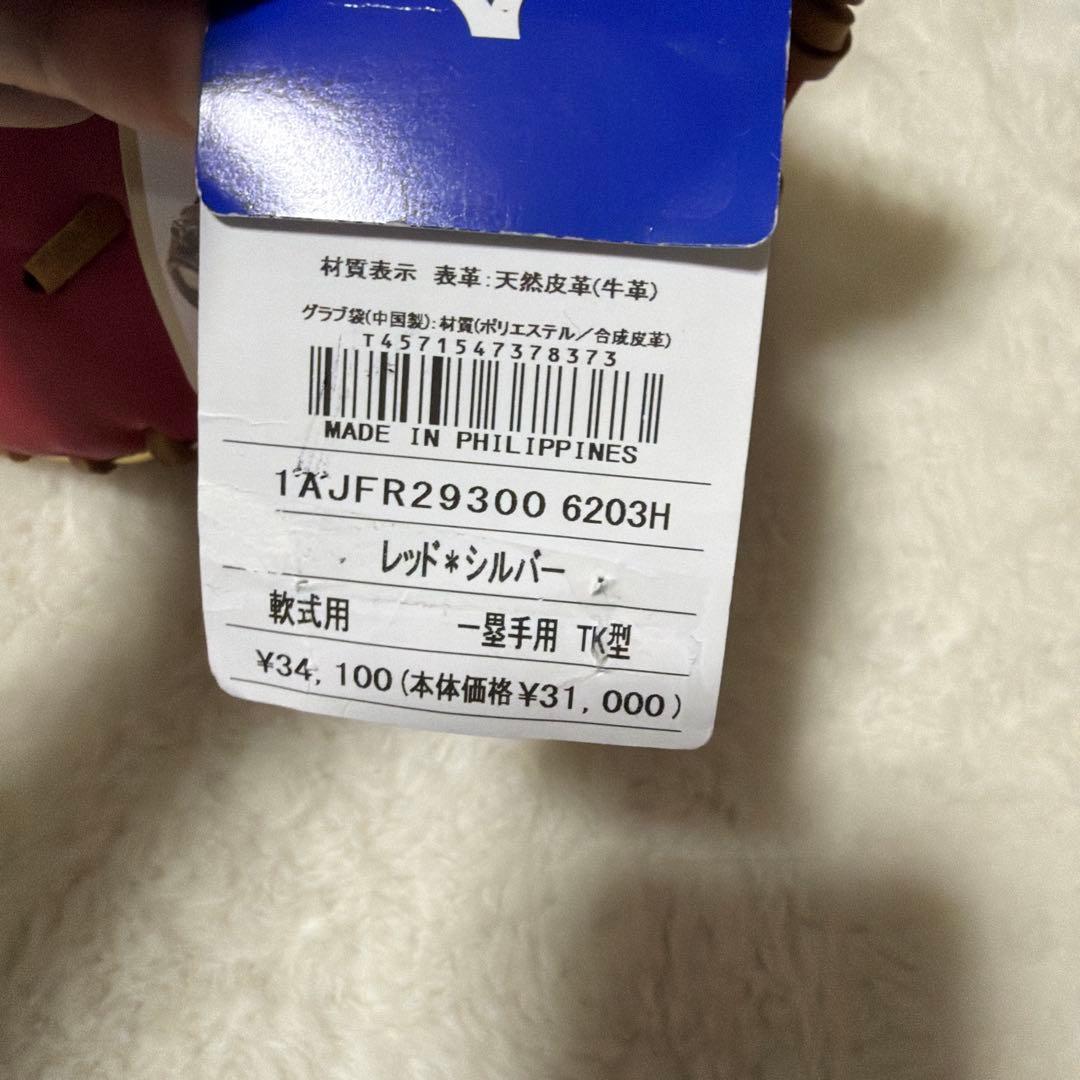 材質表示 表革:天然皮革(牛革)
グラブ袋(中国製):材質(ポリエステル/合成皮革)
T4571547378373
MADE IN PHILIPPINES
1AJFR29300 6203H
レッド*シルバー
軟式用 一塁手用 TK型
¥34,100(本体価格¥31,000)